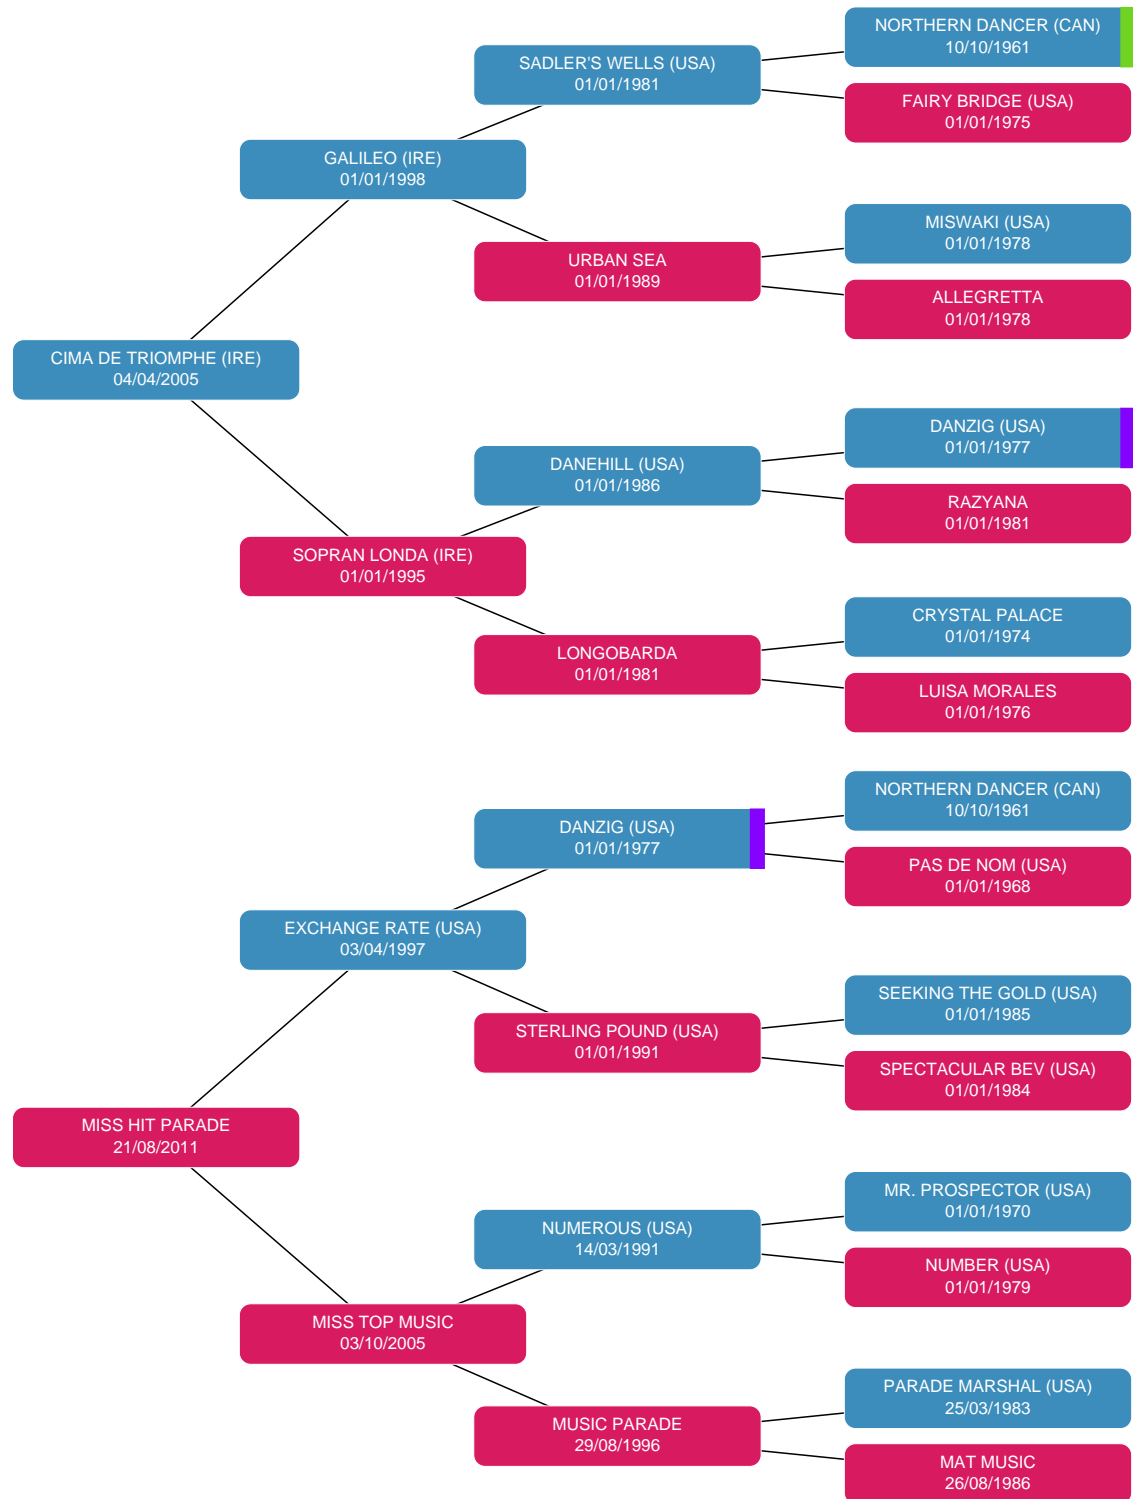 NORTHERN DANCER (CAN)
10/10/1961
SADLER'S WELLS (USA)
01/01/1981
FAIRY BRIDGE (USA)
01/01/1975
GALILEO (IRE)
01/01/1998
MISWAKI (USA)
01/01/1978
URBAN SEA
01/01/1989
ALLEGRETTA
01/01/1978
CIMA DE TRIOMPHE (IRE)
04/04/2005
DANZIG (USA)
01/01/1977
DANEHILL (USA)
01/01/1986
RAZYANA
01/01/1981
SOPRAN LONDA (IRE)
01/01/1995
CRYSTAL PALACE
01/01/1974
LONGOBARDA
01/01/1981
LUISA MORALES
01/01/1976
NORTHERN DANCER (CAN)
10/10/1961
DANZIG (USA)
01/01/1977
PAS DE NOM (USA)
01/01/1968
EXCHANGE RATE (USA)
03/04/1997
SEEKING THE GOLD (USA)
01/01/1985
STERLING POUND (USA)
01/01/1991
SPECTACULAR BEV (USA)
01/01/1984
MISS HIT PARADE
21/08/2011
MR. PROSPECTOR (USA)
01/01/1970
NUMEROUS (USA)
14/03/1991
NUMBER (USA)
01/01/1979
MISS TOP MUSIC
03/10/2005
PARADE MARSHAL (USA)
25/03/1983
MUSIC PARADE
29/08/1996
MAT MUSIC
26/08/1986